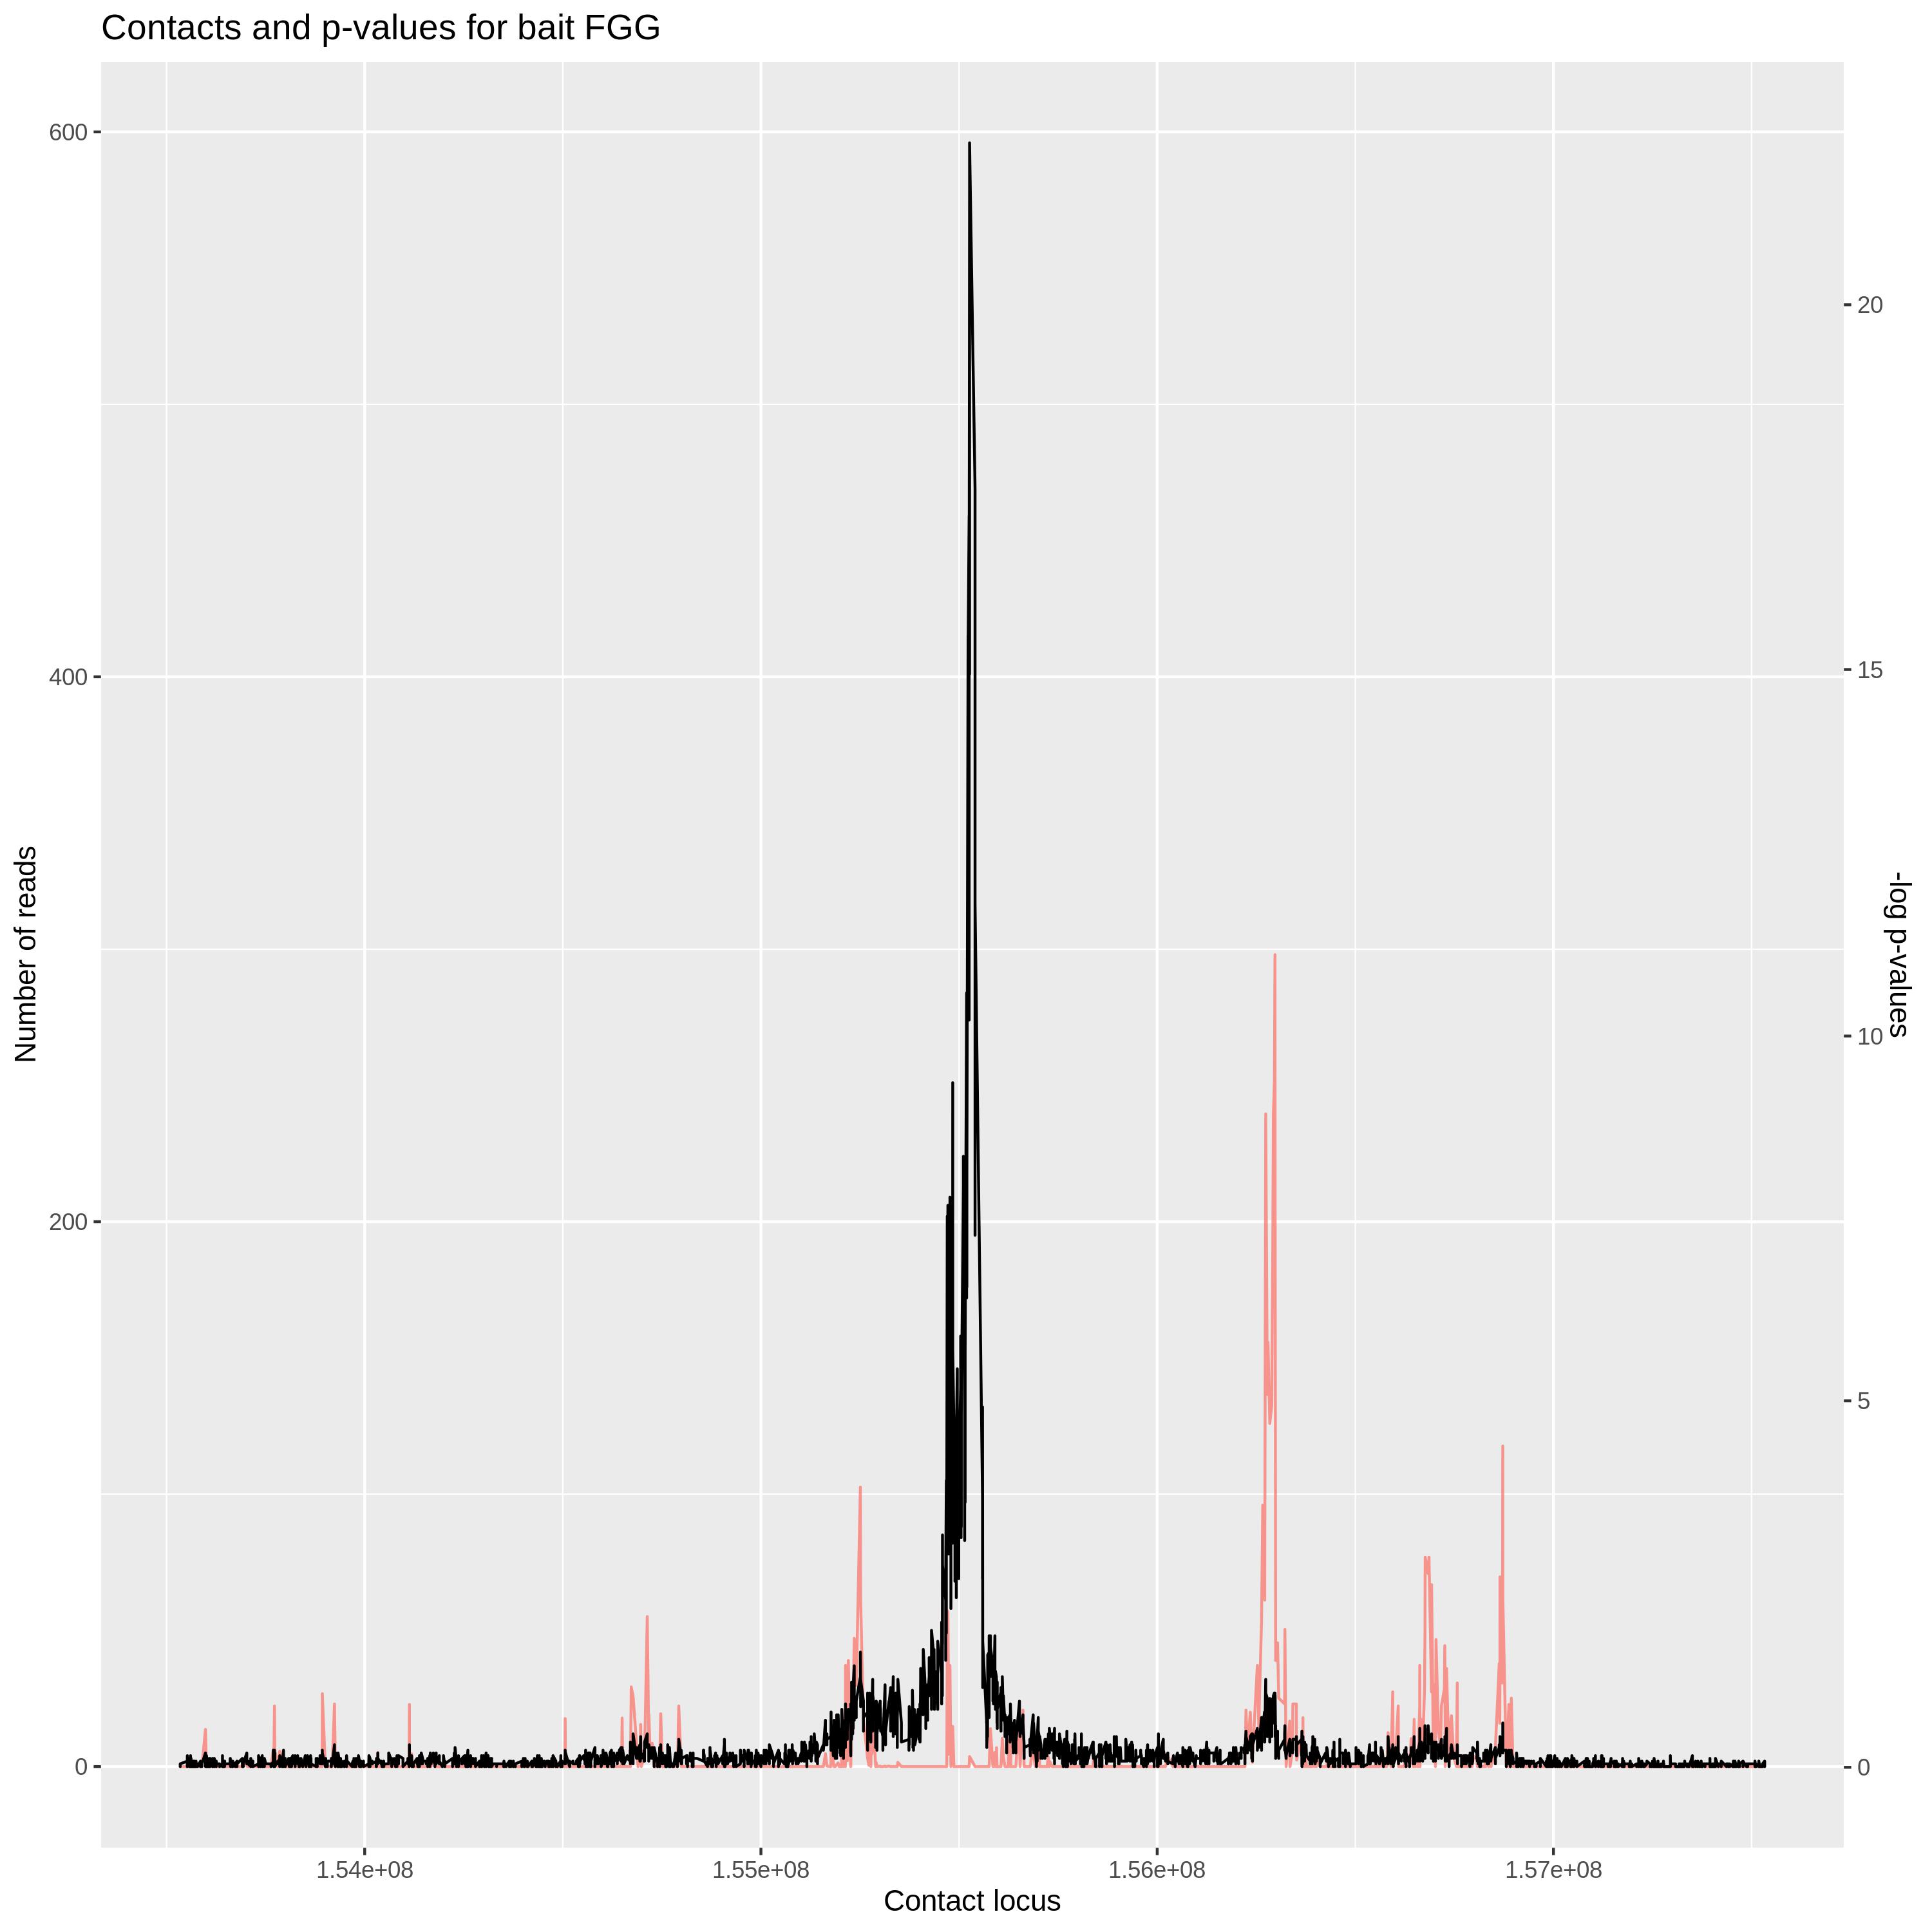 Contacts and p-values for bait FGG
600
400
200
0
Number of reads
20
15
10
5
0
-log p-values
1.54e+08
1.55e+08
1.56e+08
1.57e+08
Contact locus